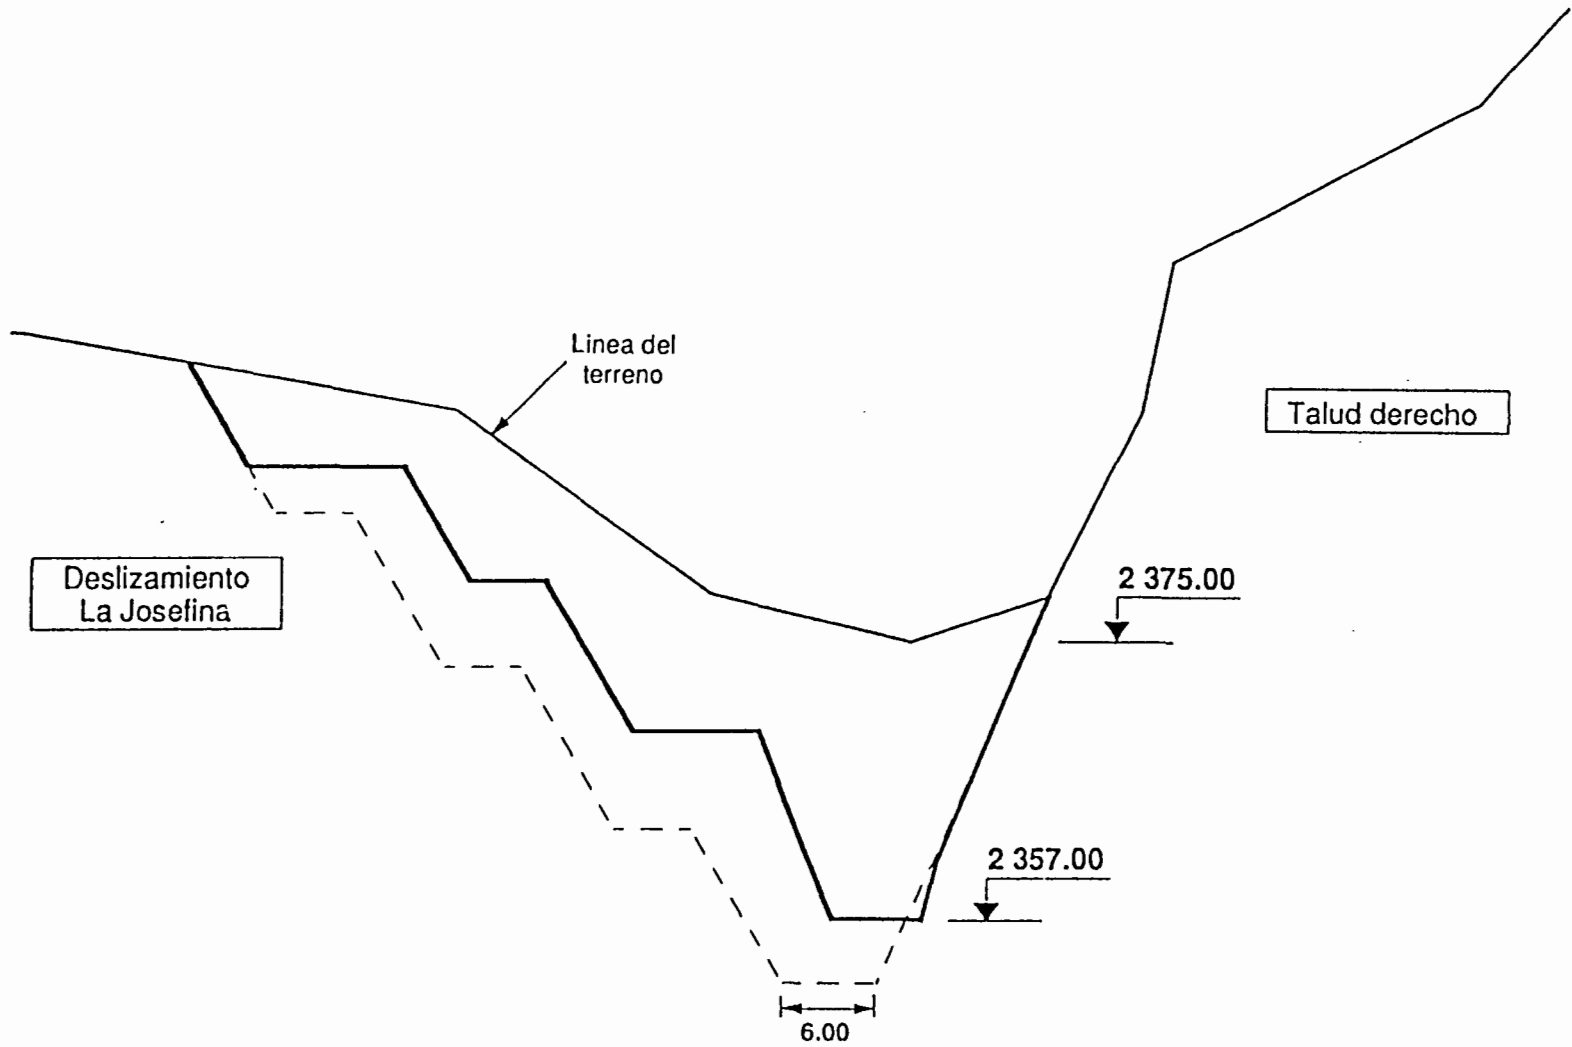 Linea del
terreno
Talud derecho
Deslizamiento
La Josefina
2 375.00
2 357.00
6.00